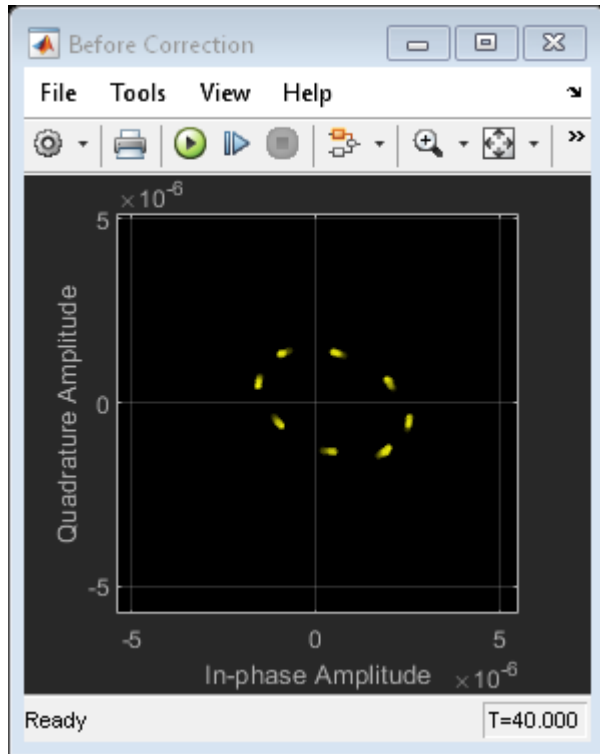 Before Correction
File Tools View Help
×10⁻⁶
5
Quadrature Amplitude
0
-5
-5 0 5
In-phase Amplitude ×10⁻⁶
Ready T=40.000